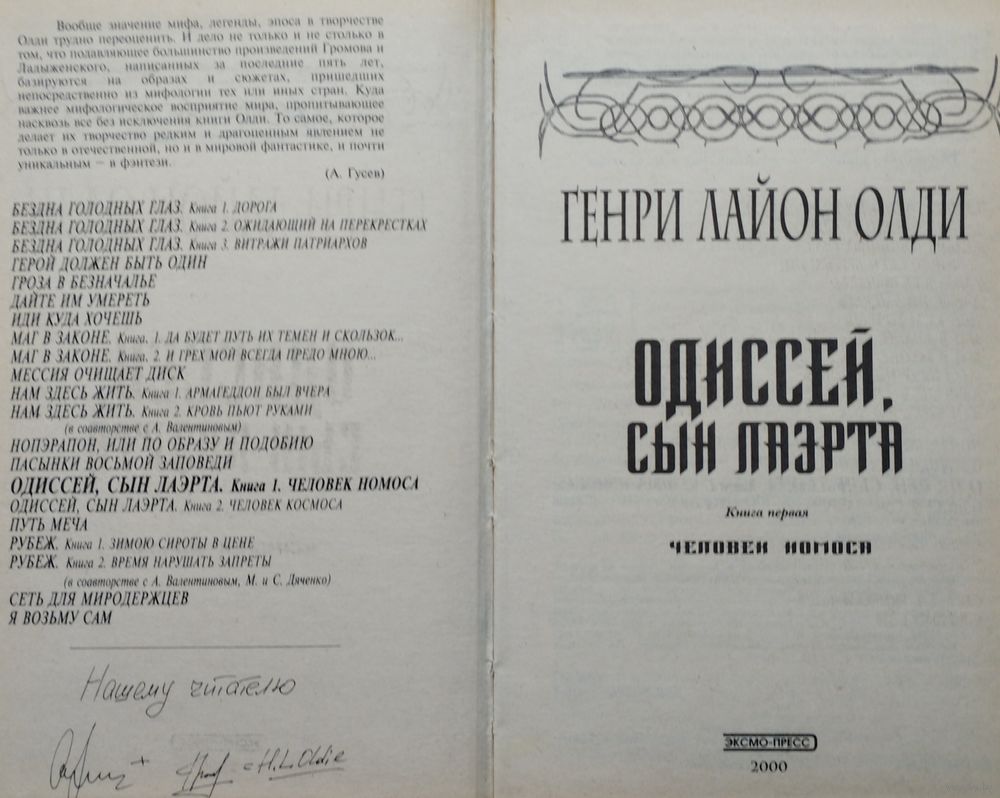 Вообще значение мифа, легенды, эпоса в творчестве
Олди трудно переоценить. И дело не только и не столько в
том, что подавляющее большинство произведений Громова и
Ладыженского, написанных за последние пять лет,
базируются на образах и сюжетах, пришедших
непосредственно из мифологии тех или иных стран. Куда
важнее мифологическое восприятие мира, пропитывающее
насквозь все без исключения книги Олди. То самое, которое
делает их творчество редким и драгоценным явлением не
только в отечественной, но и в мировой фантастике, и почти
уникальным — в фэнтези.
(А. Гусев)
БЕЗДНА ГОЛОДНЫХ ГЛАЗ. Книга 1. ДОРОГА
БЕЗДНА ГОЛОДНЫХ ГЛАЗ. Книга 2. ОЖИДАЮЩИЙ НА ПЕРЕКРЕСТКАХ
БЕЗДНА ГОЛОДНЫХ ГЛАЗ. Книга 3. ВИТРАЖИ ПАТРИАРХОВ
ГЕРОЙ ДОЛЖЕН БЫТЬ ОДИН
ГРОЗА В БЕЗНАЧАЛЬЕ
ДАЙТЕ ИМ УМЕРЕТЬ
ИДИ КУДА ХОЧЕШЬ
МАГ В ЗАКОНЕ. Книга. 1. ДА БУДЕТ ПУТЬ ИХ ТЕМЕН И СКОЛЬЗОК...
МАГ В ЗАКОНЕ. Книга. 2. И ГРЕХ МОЙ ВСЕГДА ПРЕДО МНОЮ...
МЕССИЯ ОЧИЩАЕТ ДИСК
НАМ ЗДЕСЬ ЖИТЬ. Книга 1. АРМАГЕДДОН БЫЛ ВЧЕРА
НАМ ЗДЕСЬ ЖИТЬ. Книга 2. КРОВЬ ПЬЮТ РУКАМИ
(в соавторстве с А. Валентиновым)
НОПЭРАПОН, ИЛИ ПО ОБРАЗУ И ПОДОБИЮ
ПАСЫНКИ ВОСЬМОЙ ЗАПОВЕДИ
ОДИССЕЙ, СЫН ЛАЭРТА. Книга 1. ЧЕЛОВЕК НОМОСА
ОДИССЕЙ, СЫН ЛАЭРТА. Книга 2. ЧЕЛОВЕК КОСМОСА
ПУТЬ МЕЧА
РУБЕЖ. Книга 1. ЗИМОЮ СИРОТЫ В ЦЕНЕ
РУБЕЖ. Книга 2. ВРЕМЯ НАРУШАТЬ ЗАПРЕТЫ
(в соавторстве с А. Валентиновым, М. и С. Дяченко)
СЕТЬ ДЛЯ МИРОДЕРЖЦЕВ
Я ВОЗЬМУ САМ
Нашему читателю
+ = H.L.Oldie
ГЕНРИ ЛАЙОН ОЛДИ
ОДИССЕЙ,
СЫН ЛАЭРТА
Книга первая
ЧЕЛОВЕК НОМОСА
ЭКСМО-ПРЕСС
2000